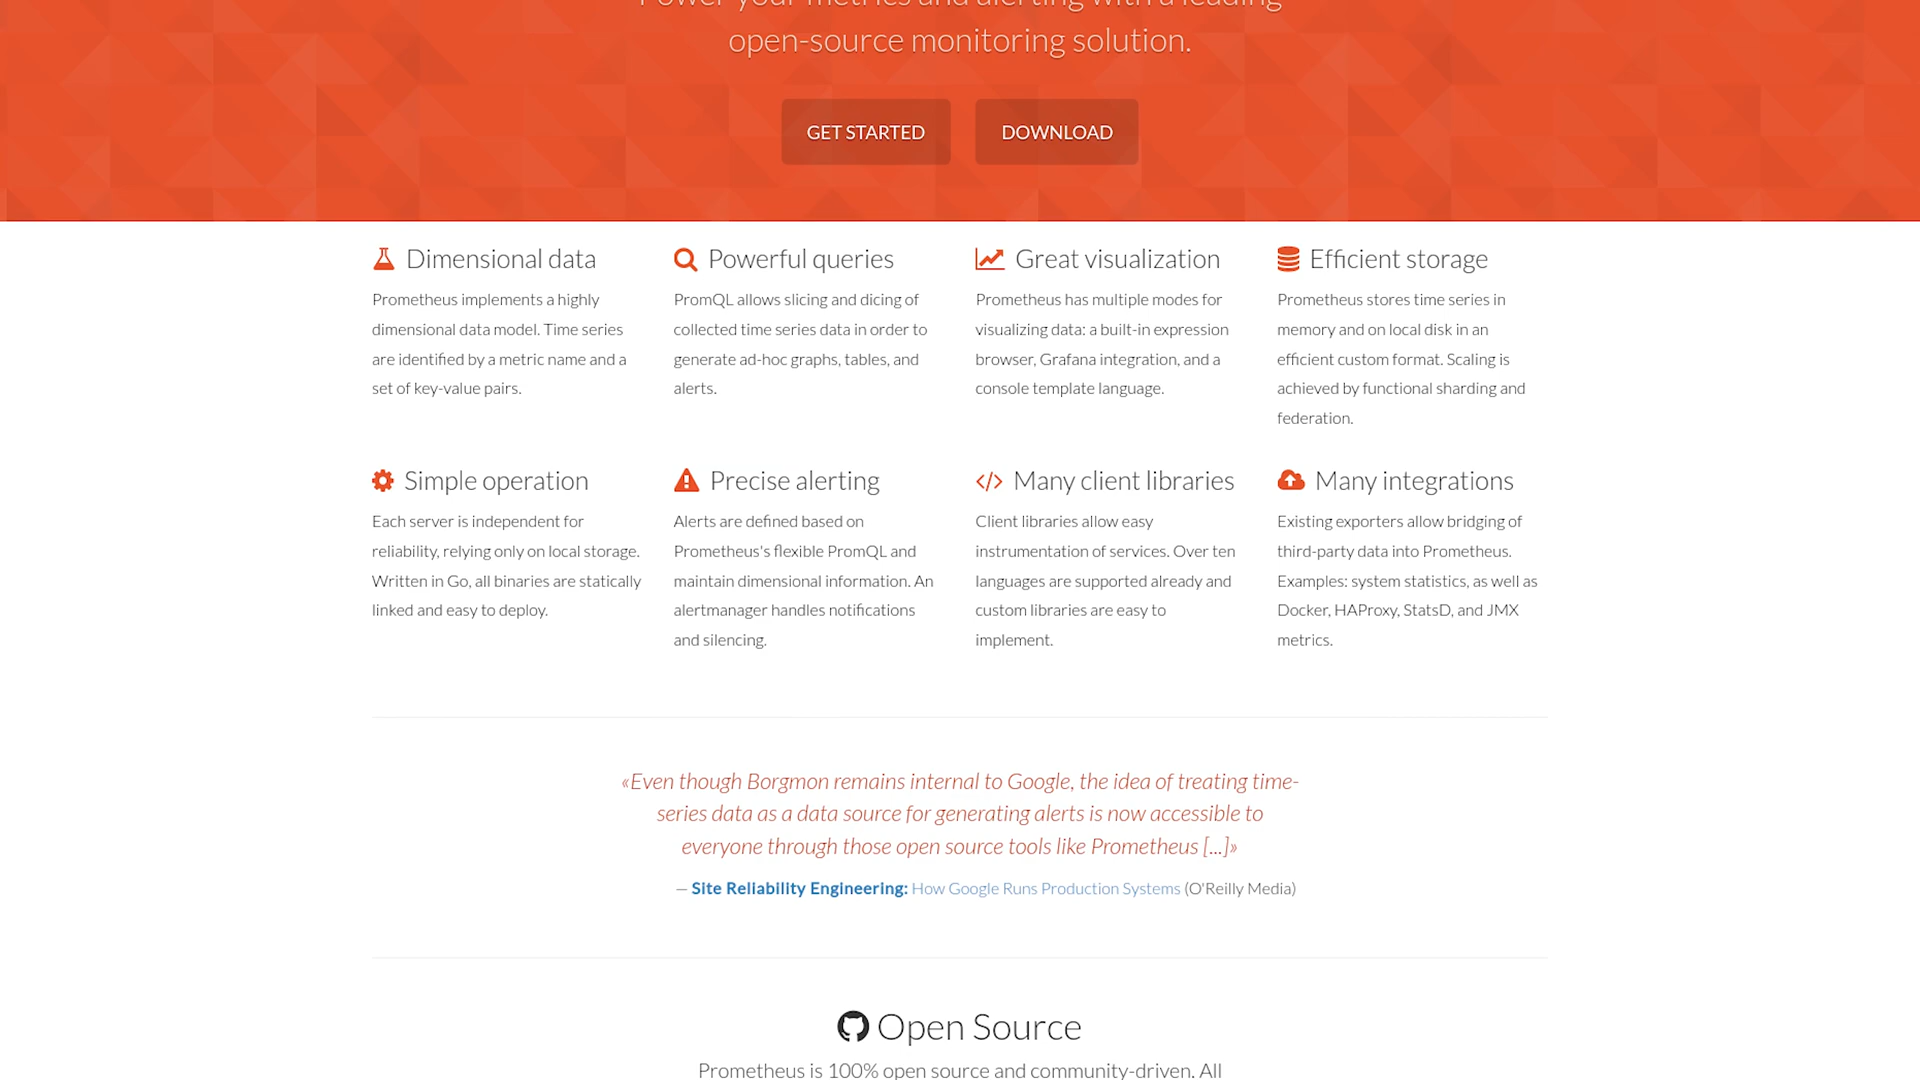 Power your metrics and alerting with a leading
open-source monitoring solution.
GET STARTED
DOWNLOAD
Dimensional data
Prometheus implements a highly
dimensional data model. Time series
are identified by a metric name and a
set of key-value pairs.
Powerful queries
PromQL allows slicing and dicing of
collected time series data in order to
generate ad-hoc graphs, tables, and
alerts.
Great visualization
Prometheus has multiple modes for
visualizing data: a built-in expression
browser, Grafana integration, and a
console template language.
Efficient storage
Prometheus stores time series in
memory and on local disk in an
efficient custom format. Scaling is
achieved by functional sharding and
federation.
Simple operation
Each server is independent for
reliability, relying only on local storage.
Written in Go, all binaries are statically
linked and easy to deploy.
Precise alerting
Alerts are defined based on
Prometheus's flexible PromQL and
maintain dimensional information. An
alertmanager handles notifications
and silencing.
Many client libraries
Client libraries allow easy
instrumentation of services. Over ten
languages are supported already and
custom libraries are easy to
implement.
Many integrations
Existing exporters allow bridging of
third-party data into Prometheus.
Examples: system statistics, as well as
Docker, HAProxy, StatsD, and JMX
metrics.
«Even though Borgmon remains internal to Google, the idea of treating time-
series data as a data source for generating alerts is now accessible to
everyone through those open source tools like Prometheus [...]»
— Site Reliability Engineering: How Google Runs Production Systems (O'Reilly Media)
Open Source
Prometheus is 100% open source and community-driven. All